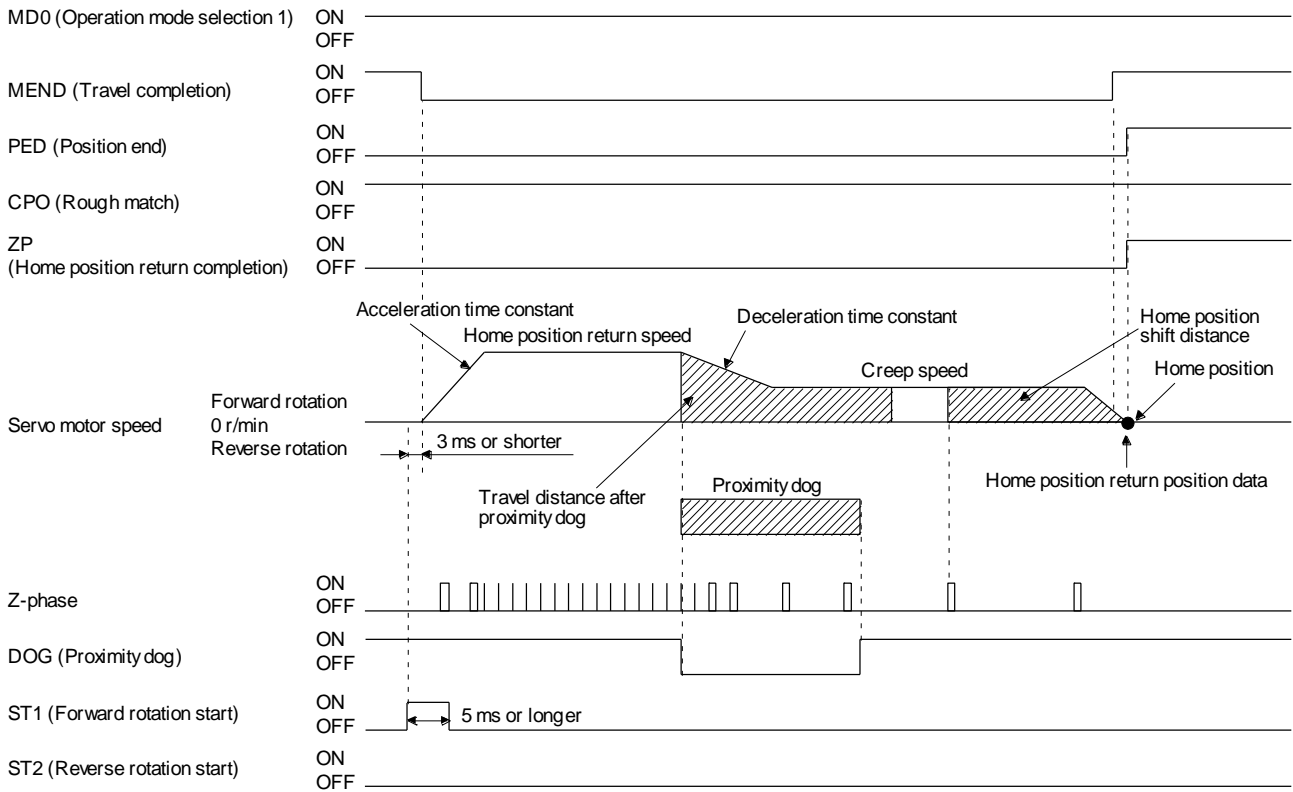 MD0 (Operation mode selection 1)
ON
OFF
MEND (Travel completion)
ON
OFF
PED (Position end)
ON
OFF
CPO (Rough match)
ON
OFF
ZP
(Home position return completion)
ON
OFF
Acceleration time constant
Home position return speed
Deceleration time constant
Creep speed
Home position
shift distance
Home position
Servo motor speed
Forward rotation
0 r/min
Reverse rotation
3 ms or shorter
Travel distance after
proximity dog
Proximity dog
Home position return position data
Z-phase
ON
OFF
DOG (Proximity dog)
ON
OFF
ST1 (Forward rotation start)
ON
OFF
5 ms or longer
ST2 (Reverse rotation start)
ON
OFF